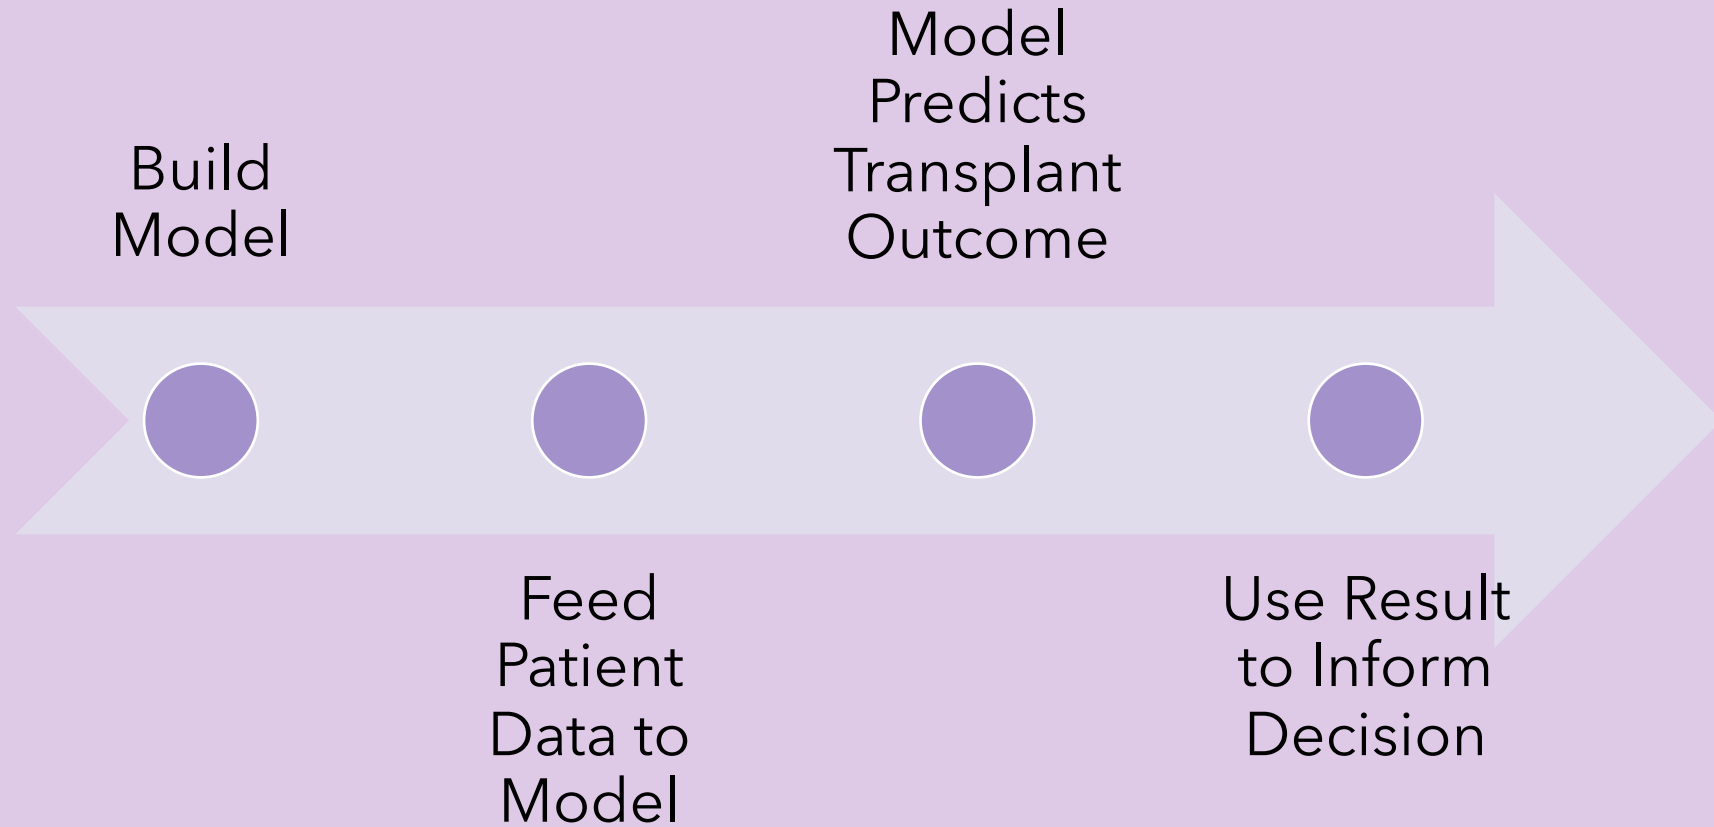 Build
Model
Feed
Patient
Data to
Model
Model
Predicts
Transplant
Outcome
Use Result
to Inform
Decision